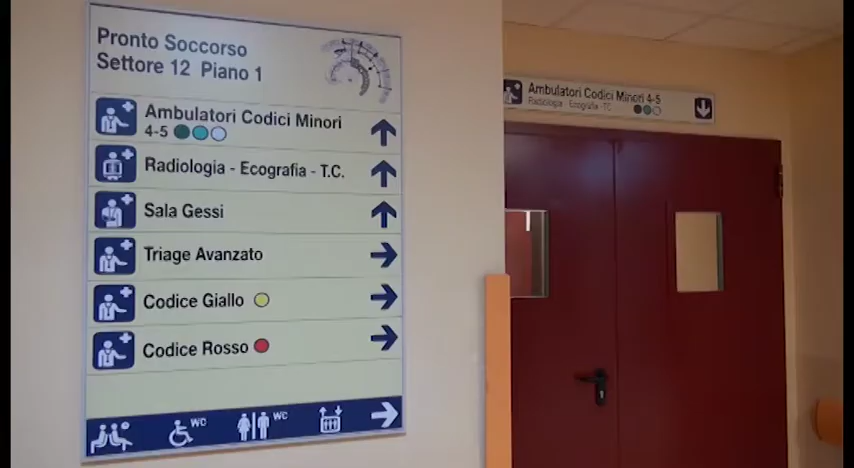 Pronto Soccorso
Settore 12 Piano 1
Ambulatori Codici Minori
4-5
Radiologia - Ecografia - T.C.
Sala Gessi
Triage Avanzato
Codice Giallo
Codice Rosso
WC
WC
Ambulatori Codici Minori 4-5
Radiologia - Ecografia - TC.